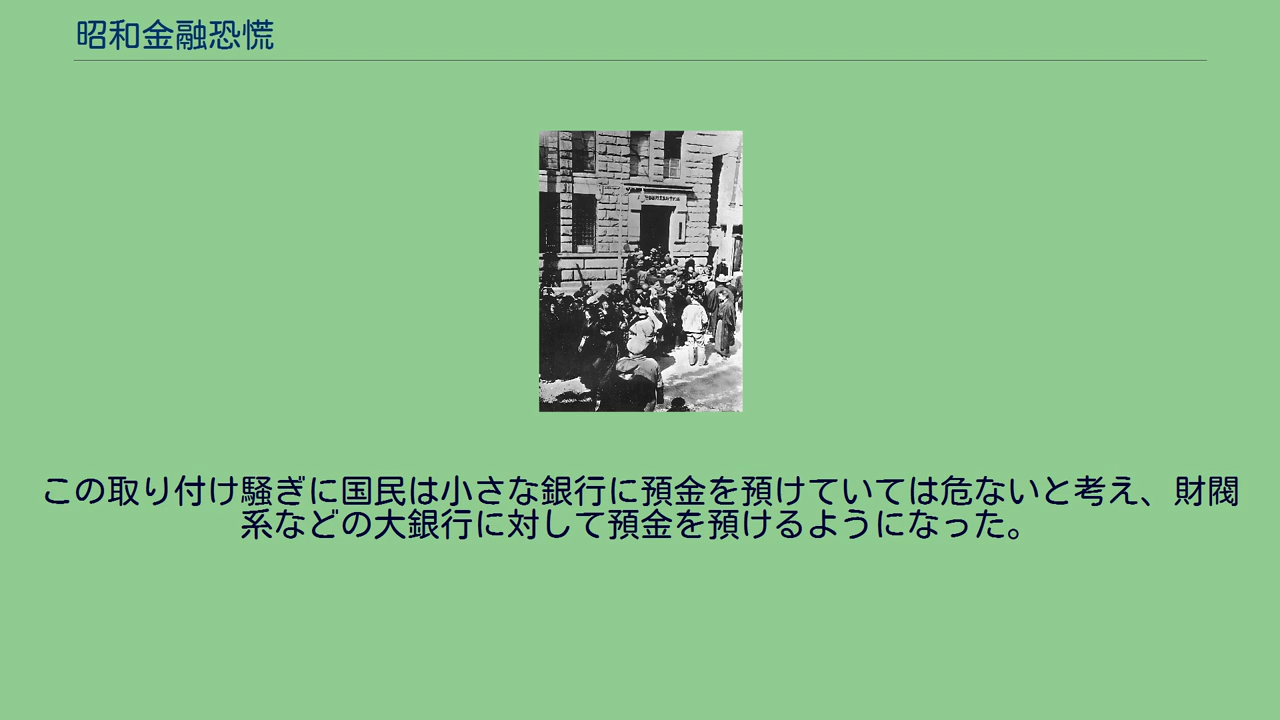 昭和金融恐慌
この取り付け騒ぎに国民は小さな銀行に預金を預けていては危ないと考え、財閥
系などの大銀行に対して預金を預けるようになった。